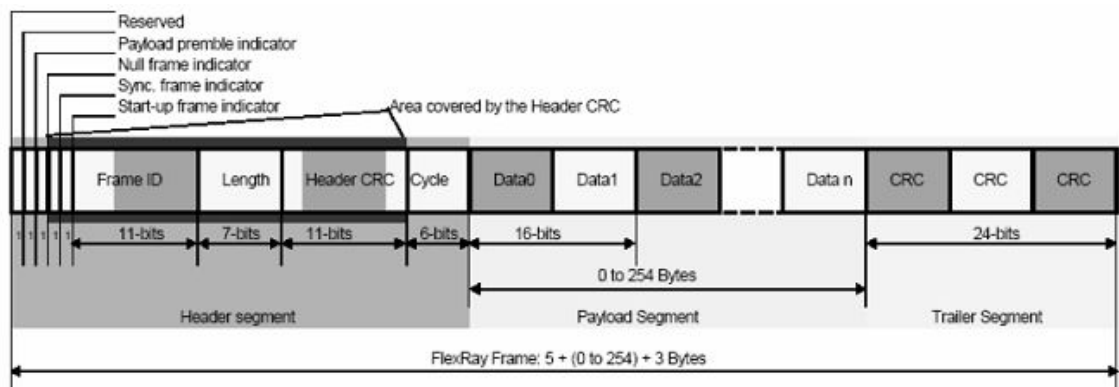 Reserved
Payload premble indicator
Null frame indicator
Sync. frame indicator
Start-up frame indicator
Area covered by the Header CRC
Frame ID Length Header CRC Cycle Data0 Data1 Data2 Data n CRC CRC CRC
1 1 1 1 1 11-bits 7-bits 11-bits 6-bits 16-bits 24-bits
0 to 254 Bytes
Header segment Payload Segment Trailer Segment
FlexRay Frame: 5 + (0 to 254) + 3 Bytes